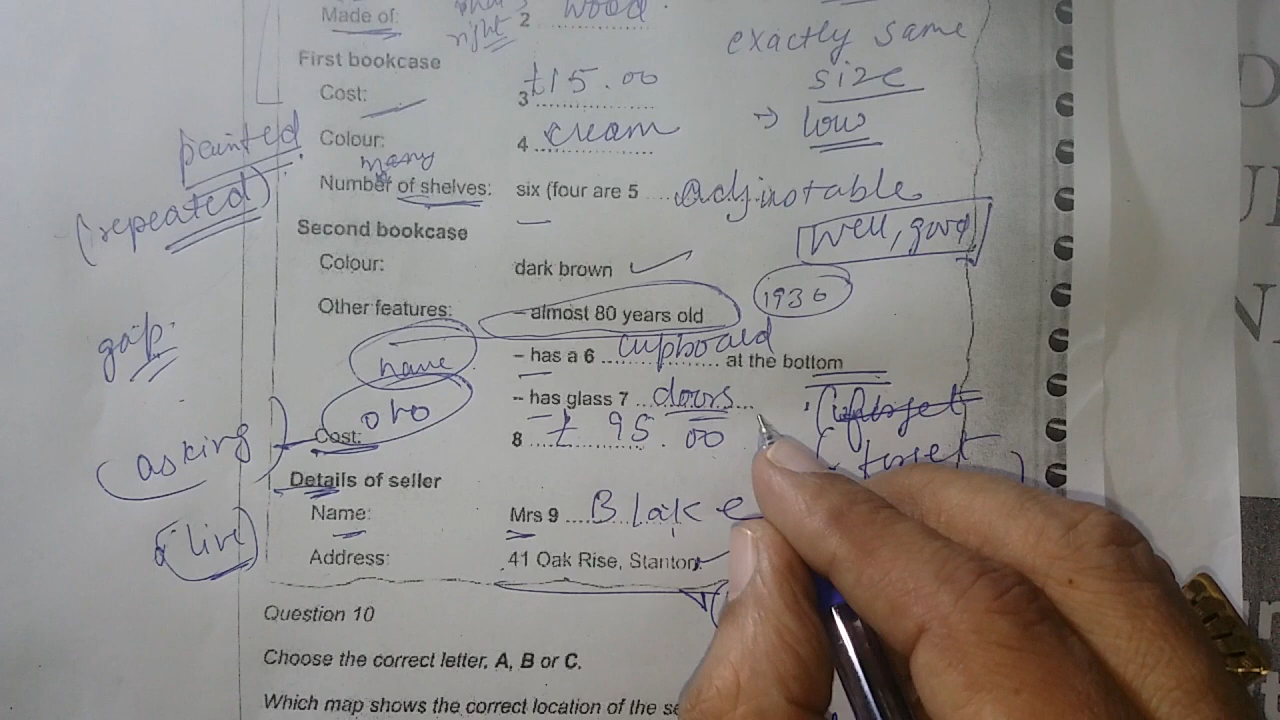 Made of: right 2 wood.
exactly same
First bookcase
size
Cost: 3 £15.00
→ low
Colour: 4 cream
painted
many
Number of shelves: six (four are 5 adjustable
(repeated)
Second bookcase
Well, good
Colour: dark brown
1936
Other features: – almost 80 years old
gap.
name – has a 6 cupboard at the bottom
– has glass 7 doors
oro
Cost: 8 £ 95.00
(asking)
Details of seller
Name: Mrs 9 Blake
(live)
Address: 41 Oak Rise, Stanton
Question 10
Choose the correct letter, A, B or C.
Which map shows the correct location of the se